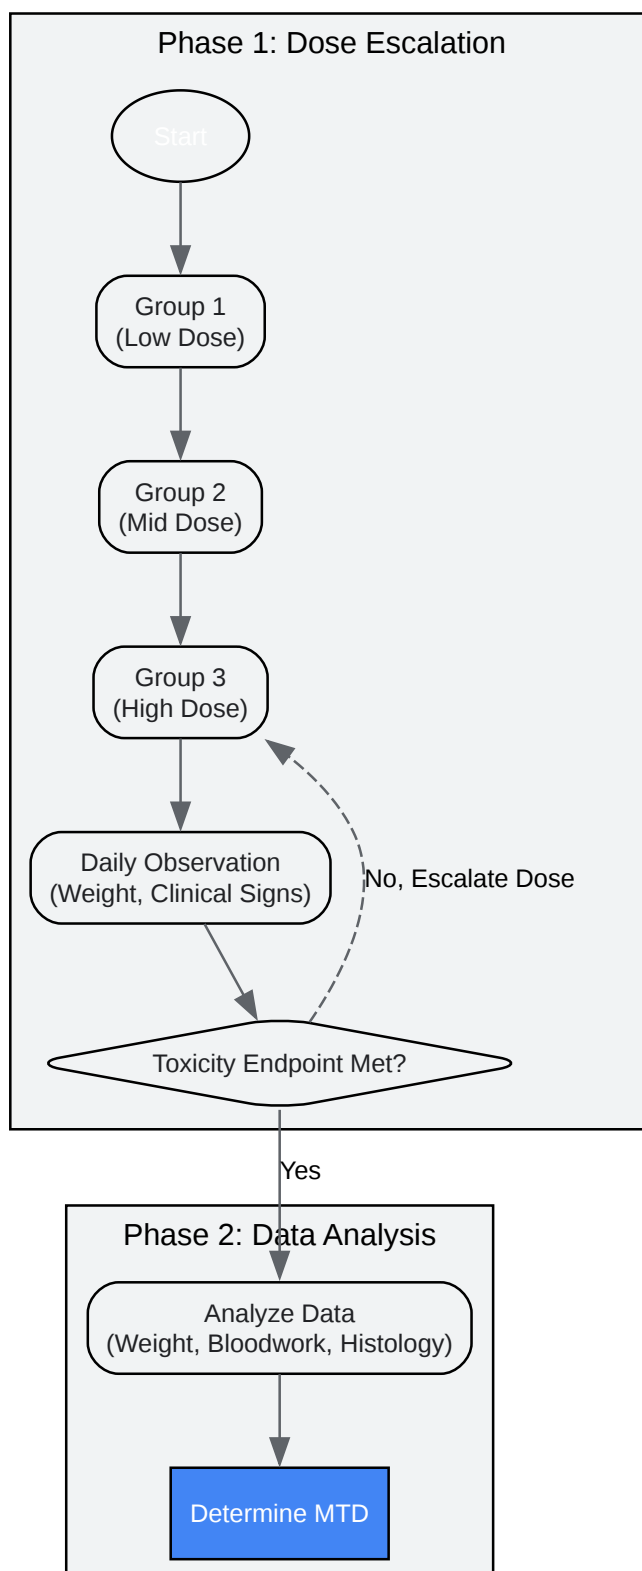 Phase 1: Dose Escalation
Start
Group 1
(Low Dose)
Group 2
(Mid Dose)
Group 3
(High Dose)
Daily Observation
(Weight, Clinical Signs)
No, Escalate Dose
Toxicity Endpoint Met?
Yes
Phase 2: Data Analysis
Analyze Data
(Weight, Bloodwork, Histology)
Determine MTD